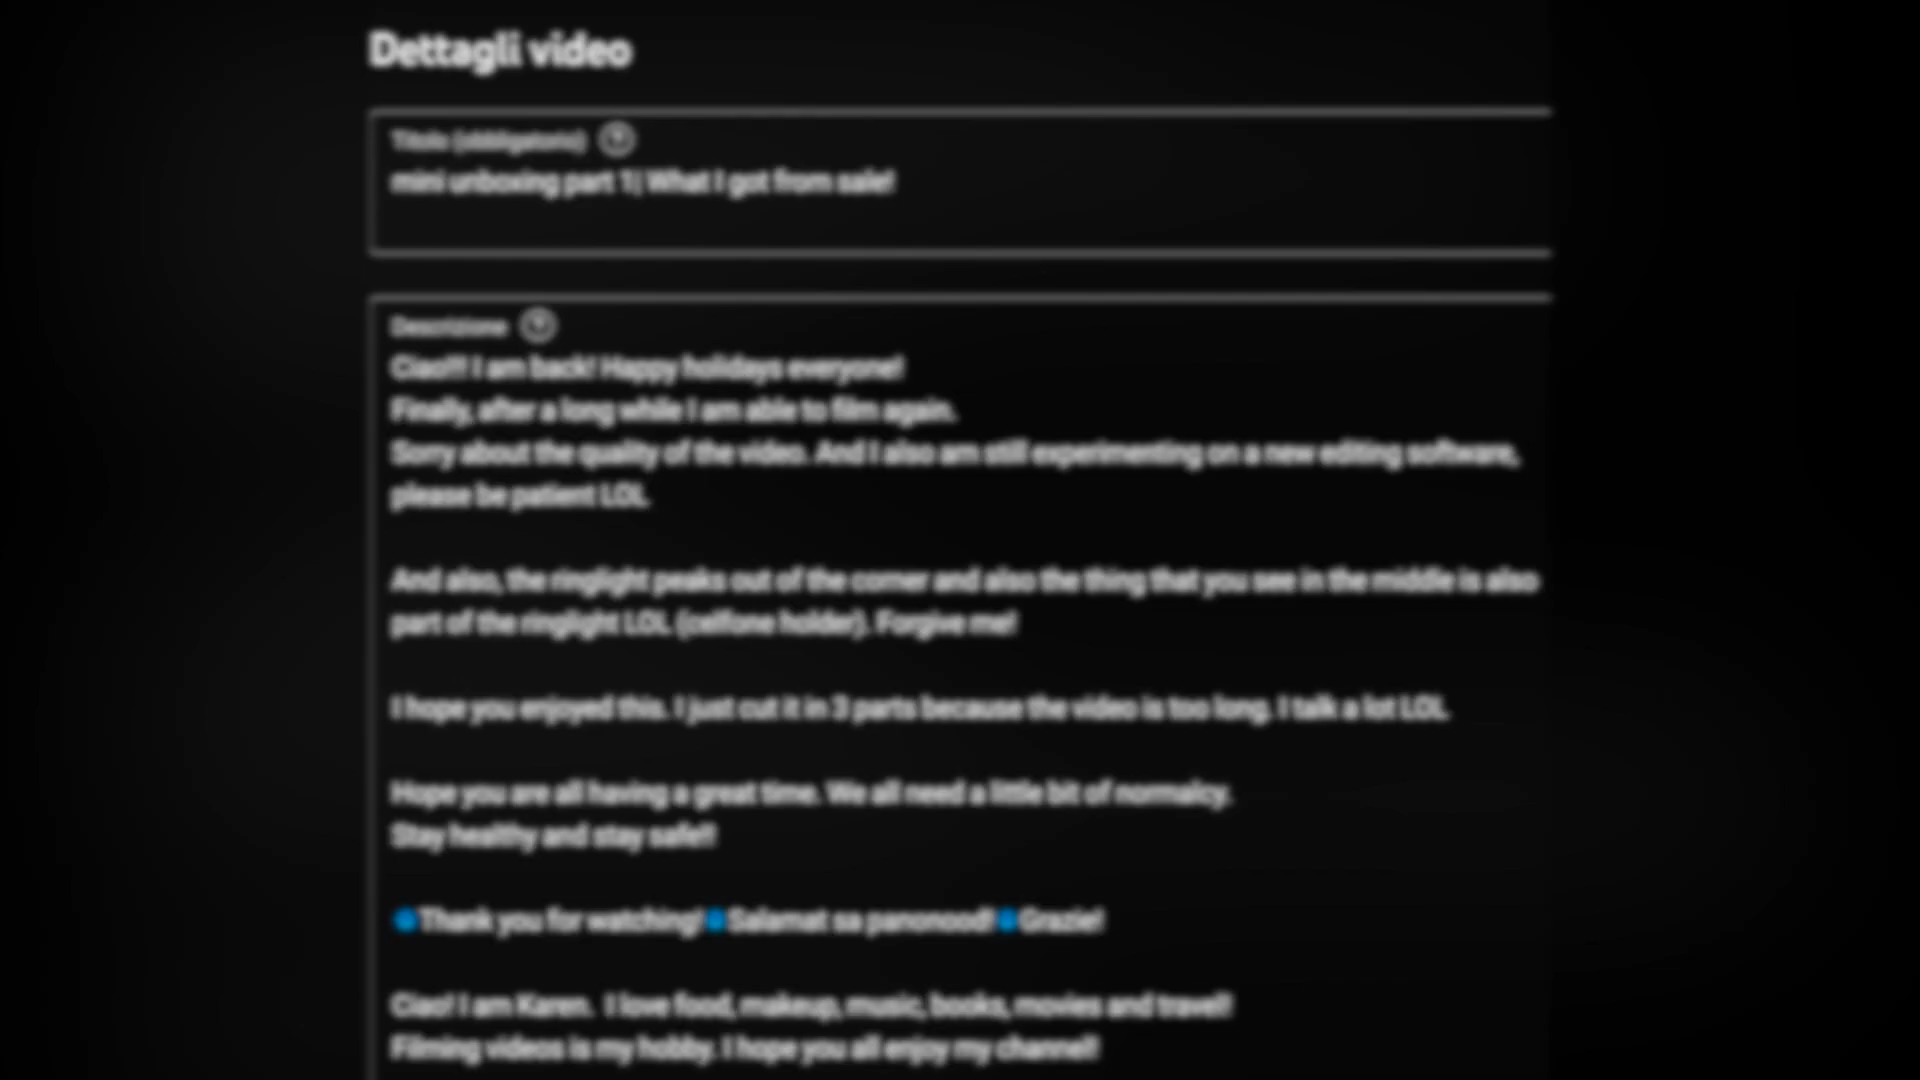 Dettagli video
Titolo (obbligatorio)
mini unboxing part 1| What I got from sale!
Descrizione
Ciao!!! I am back! Happy holidays everyone!
Finally, after a long while I am able to film again.
Sorry about the quality of the video. And I also am still experimenting on a new editing software,
please be patient LOL
And also, the ringlight peaks out of the corner and also the thing that you see in the middle is also
part of the ringlight LOL (celfone holder). Forgive me!
I hope you enjoyed this. I just cut it in 3 parts because the video is too long. I talk a lot LOL
Hope you are all having a great time. We all need a little bit of normalcy.
Stay healthy and stay safe!!
Thank you for watching! Salamat sa panonood! Grazie!
Ciao! I am Karen. I love food, makeup, music, books, movies and travel!
Filming videos is my hobby. I hope you all enjoy my channel!